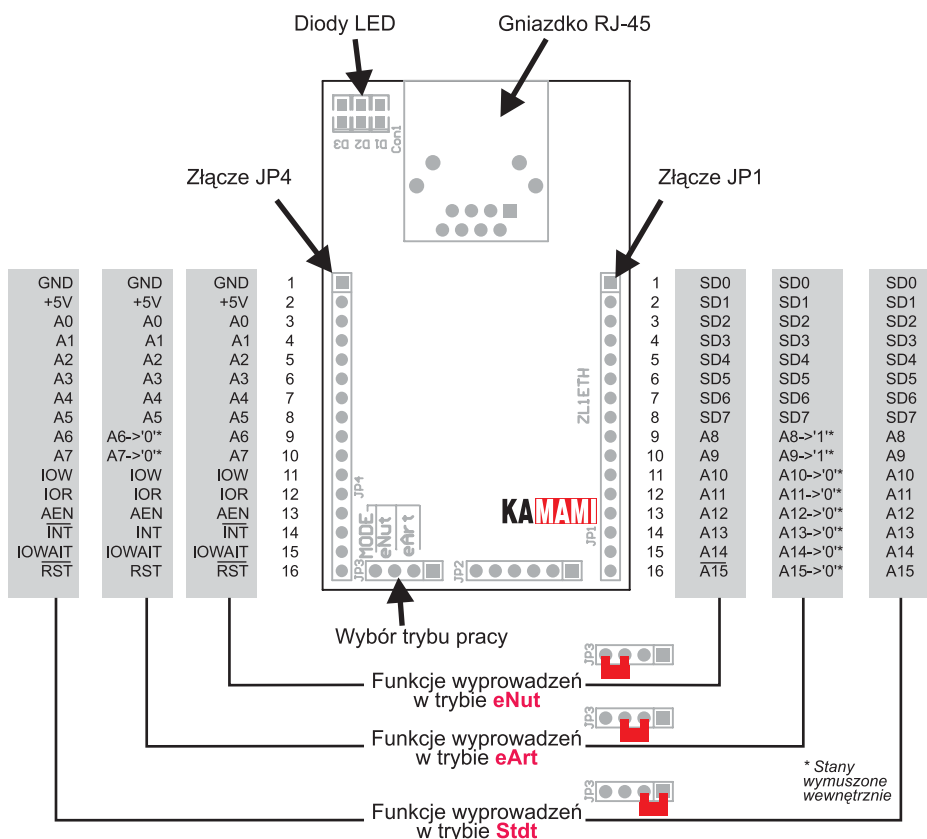 Diody LED
Gniazdko RJ-45
D3 D2 D1
Con1
Złącze JP4
Złącze JP1
GND GND GND 1 1 SD0 SD0 SD0
+5V +5V +5V 2 2 SD1 SD1 SD1
A0 A0 A0 3 3 SD2 SD2 SD2
A1 A1 A1 4 4 SD3 SD3 SD3
A2 A2 A2 5 5 SD4 SD4 SD4
A3 A3 A3 6 6 SD5 SD5 SD5
A4 A4 A4 7 7 SD6 SD6 SD6
A5 A5 A5 8 8 SD7 SD7 SD7
A6 A6->'0'* A6 9 9 A8 A8->'1'* A8
A7 A7->'0'* A7 10 10 A9 A9->'1'* A9
IOW IOW IOW 11 11 A10 A10->'0'* A10
IOR IOR IOR 12 12 A11 A11->'0'* A11
AEN AEN AEN 13 13 A12 A12->'0'* A12
INT INT INT 14 14 A13 A13->'0'* A13
IOWAIT IOWAIT IOWAIT 15 15 A14 A14->'0'* A14
RST RST RST 16 16 A15 A15->'0'* A15
ZL1ETH
JP4
KAMAMI
MODE
eNut
eArt
JP1
JP3
JP2
Wybór trybu pracy
JP3
Funkcje wyprowadzeń
w trybie eNut
JP3
Funkcje wyprowadzeń
w trybie eArt
* Stany
wymuszone
wewnętrznie
JP3
Funkcje wyprowadzeń
w trybie Stdt